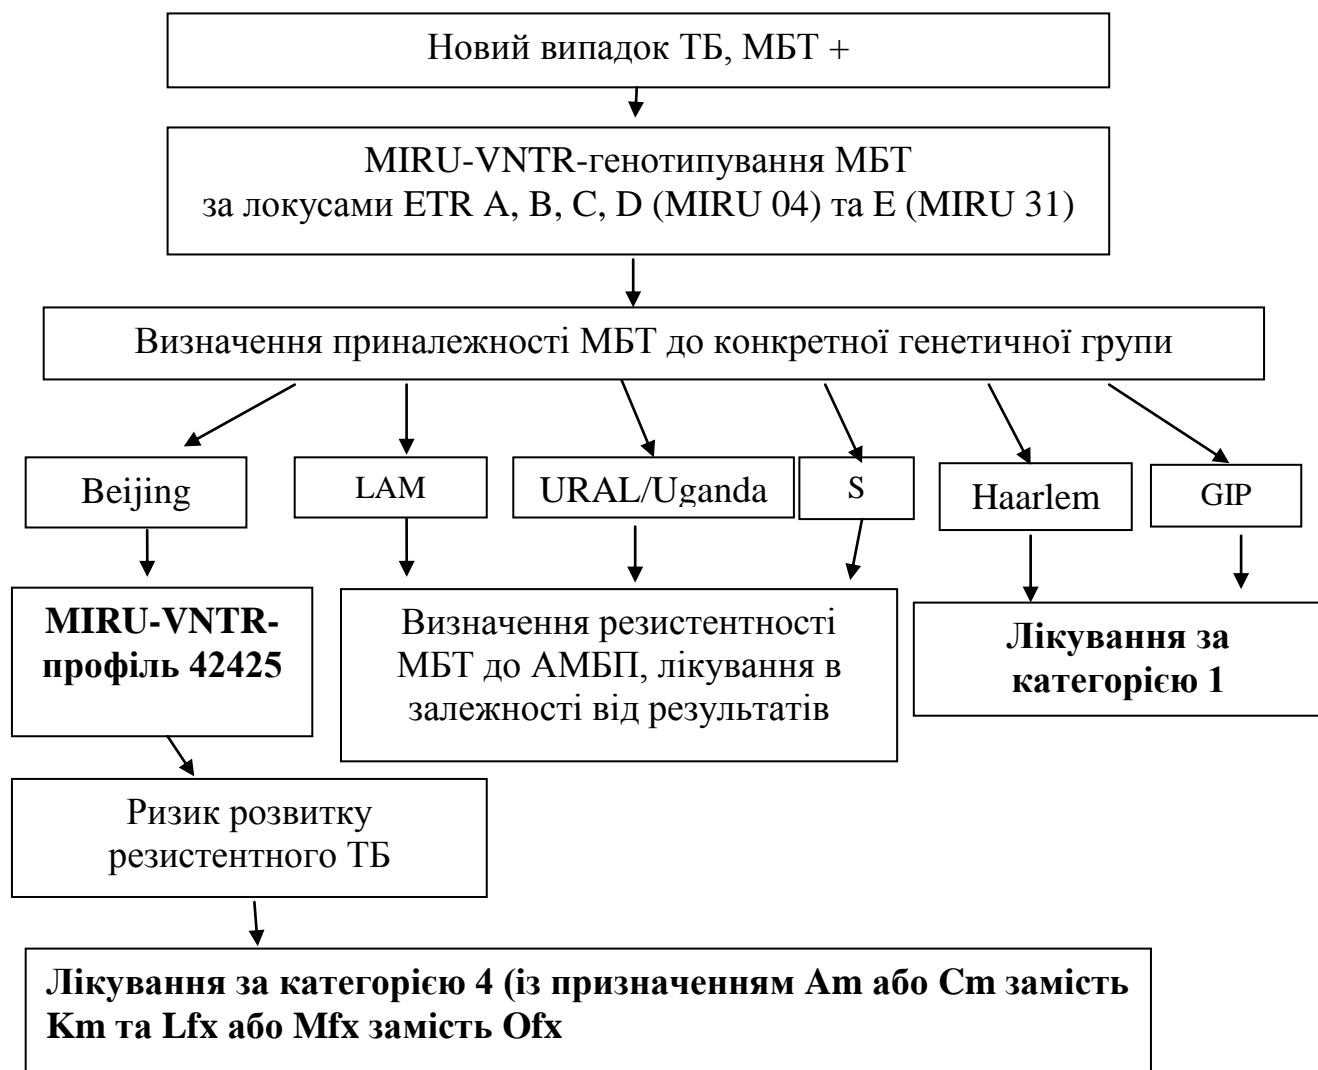 Новий випадок ТБ, МБТ +
MIRU-VNTR-генотипування МБТ
за локусами ETR A, B, C, D (MIRU 04) та E (MIRU 31)
Визначення приналежності МБТ до конкретної генетичної групи
Beijing
LAM
URAL/Uganda
S
Haarlem
GIP
MIRU-VNTR-
профіль 42425
Визначення резистентності
МБТ до АМБП, лікування в
залежності від результатів
Лікування за
категорією 1
Ризик розвитку
резистентного ТБ
Лікування за категорією 4 (із призначенням Am або Cm замість
Km та Lfx або Mfx замість Ofx